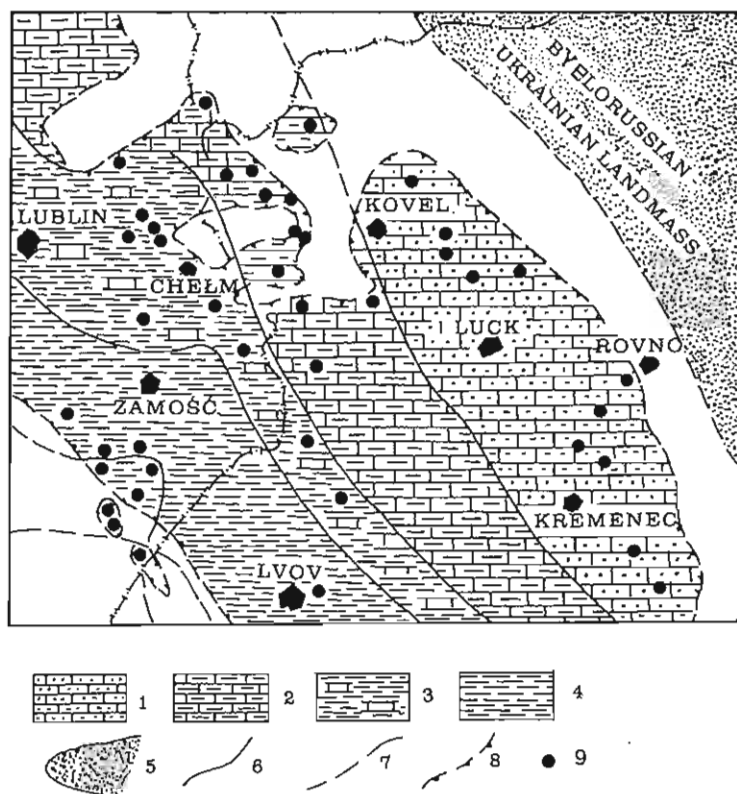 BYELORUSSIAN
UKRAINIAN LANDMASS
LUBLIN
KOVEL
CHEŁM
LUCK
ROVNO
ZAMOŚĆ
KREMENEC
LVOV
1 2 3 4
5 6 7 8 9